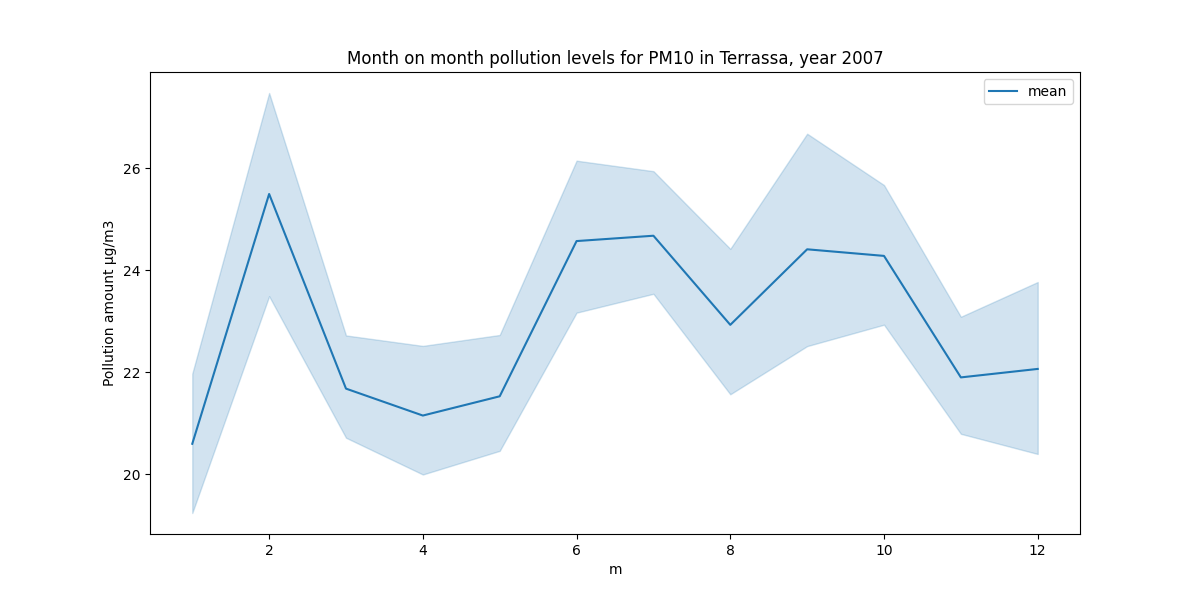 Month on month pollution levels for PM10 in Terrassa, year 2007
mean
Pollution amount µg/m3
26
24
22
20
2 4 6 8 10 12
m